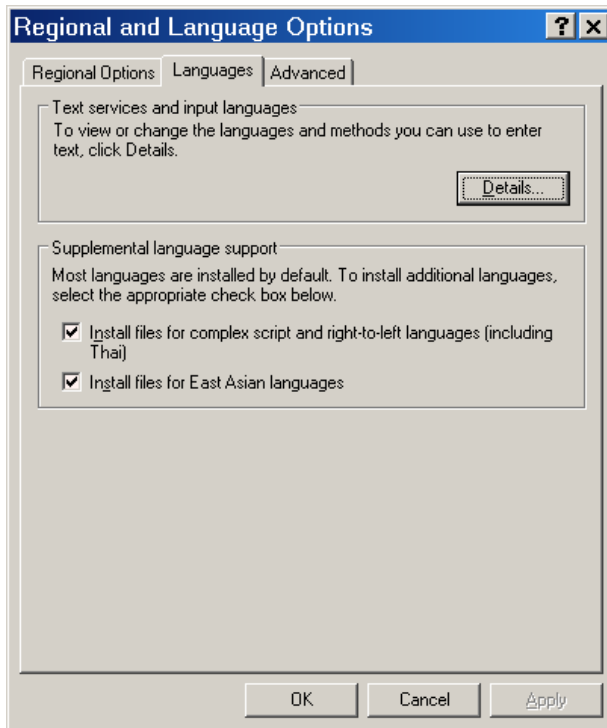 Regional and Language Options
Regional Options Languages Advanced
Text services and input languages
To view or change the languages and methods you can use to enter
text, click Details.
Details...
Supplemental language support
Most languages are installed by default. To install additional languages,
select the appropriate check box below.
Install files for complex script and right-to-left languages (including
Thai)
Install files for East Asian languages
OK Cancel Apply